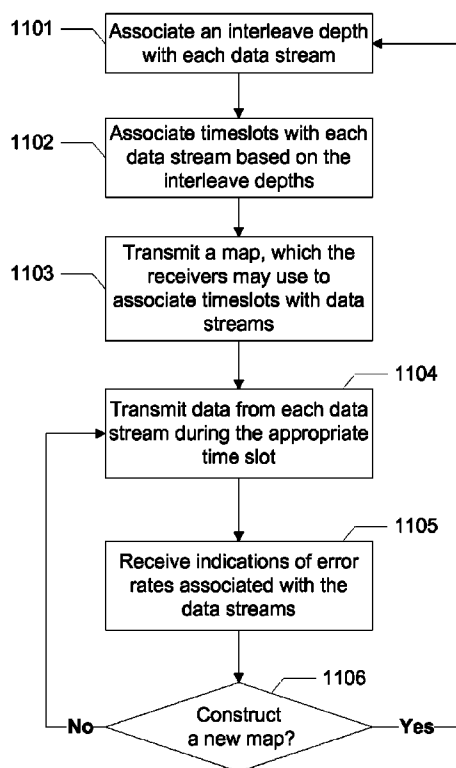 1101
Associate an interleave depth
with each data stream
1102
Associate timeslots with each
data stream based on the
interleave depths
1103
Transmit a map, which the
receivers may use to
associate timeslots with data
streams
1104
Transmit data from each data
stream during the appropriate
time slot
1105
Receive indications of error
rates associated with the
data streams
1106
Construct
a new map?
No
Yes